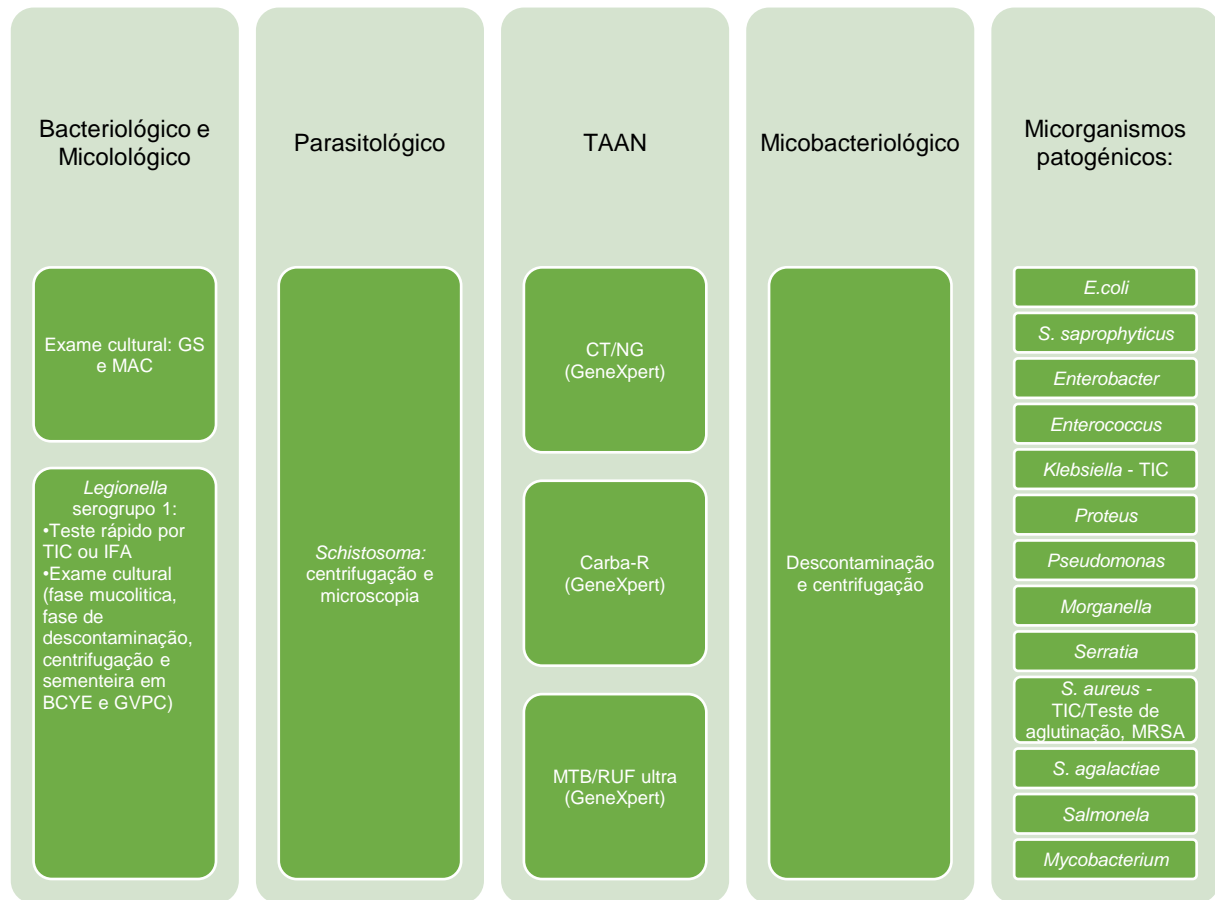 Bacteriológico e
Micolológico
Exame cultural: GS
e MAC
Legionella
serogrupo 1:
•Teste rápido por
TIC ou IFA
•Exame cultural
(fase mucolitica,
fase de
descontaminação,
centrifugação e
sementeira em
BCYE e GVPC)
Parasitológico
Schistosoma:
centrifugação e
microscopia
TAAN
CT/NG
(GeneXpert)
Carba-R
(GeneXpert)
MTB/RUF ultra
(GeneXpert)
Micobacteriológico
Descontaminação
e centrifugação
Micorganismos
patogénicos:
E.coli
S. saprophyticus
Enterobacter
Enterococcus
Klebsiella - TIC
Proteus
Pseudomonas
Morganella
Serratia
S. aureus -
TIC/Teste de
aglutinação, MRSA
S. agalactiae
Salmonela
Mycobacterium